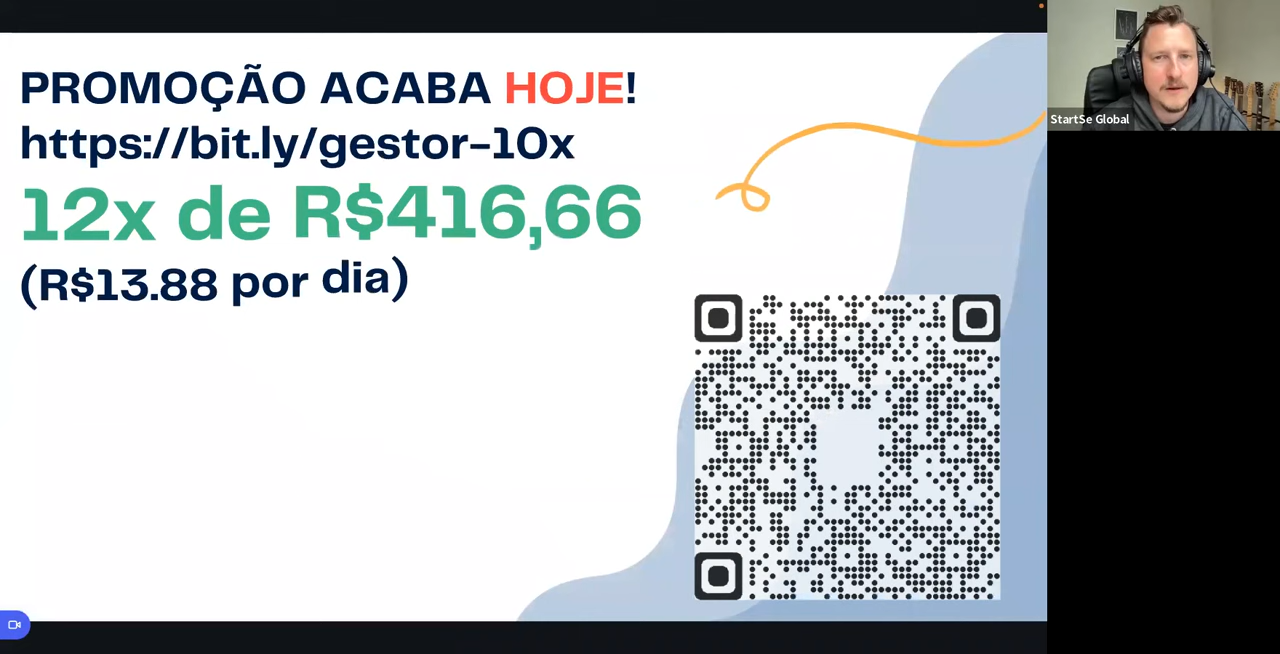 PROMOÇÃO ACABA HOJE!
https://bit.ly/gestor-10x
12x de R$416,66
(R$13.88 por dia)
StartSe Global